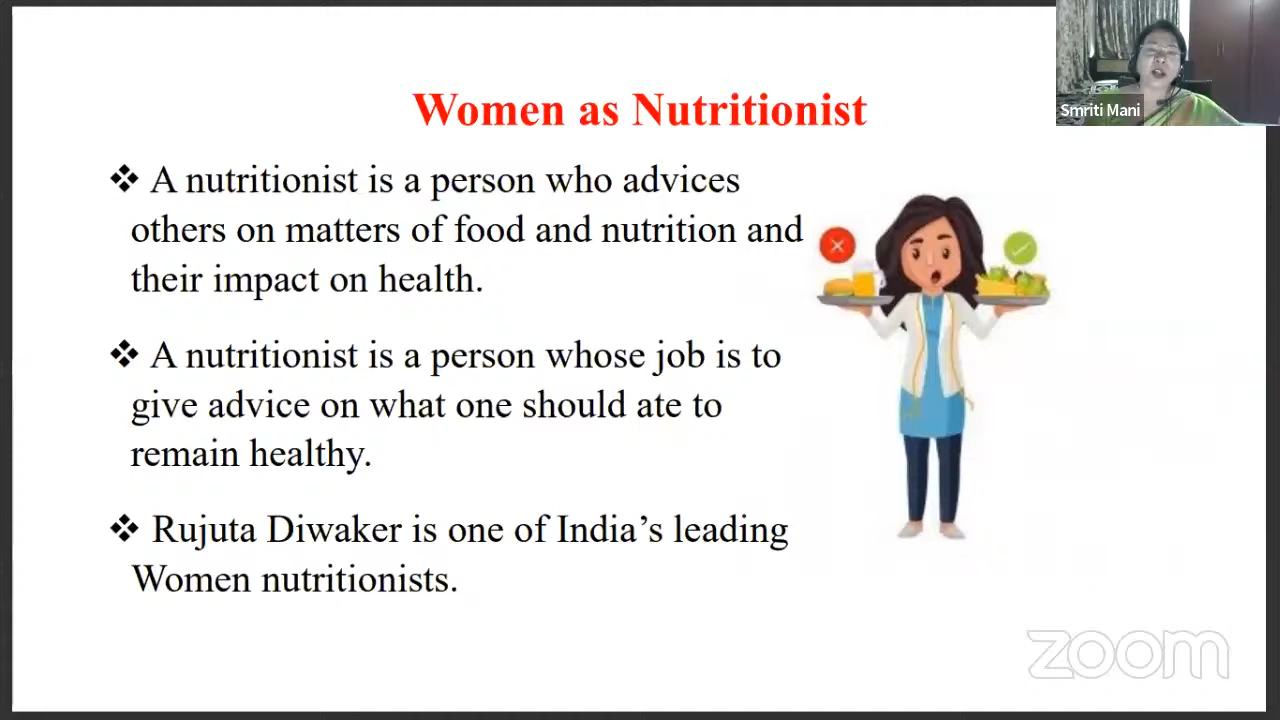 Women as Nutritionist
Smriti Mani
❖ A nutritionist is a person who advices
others on matters of food and nutrition and
their impact on health.
❖ A nutritionist is a person whose job is to
give advice on what one should ate to
remain healthy.
❖ Rujuta Diwaker is one of India's leading
Women nutritionists.
zoom